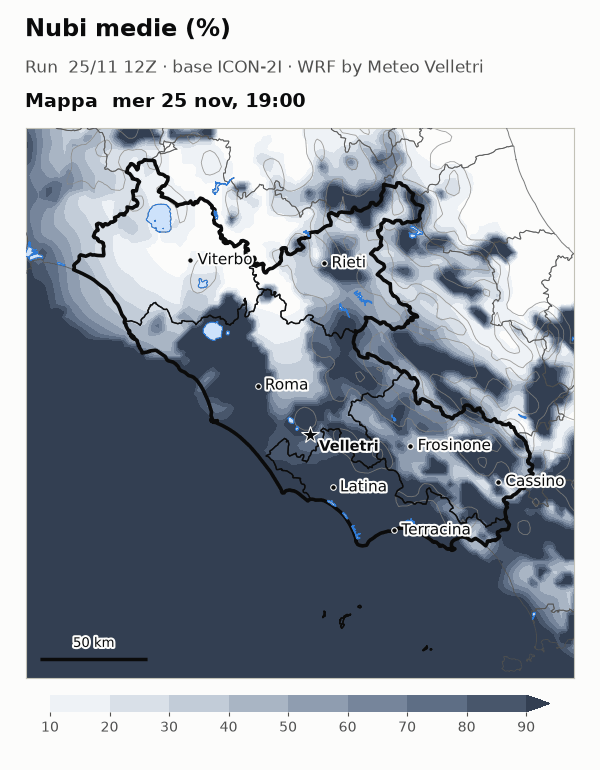 Nubi medie (%)
Run  25/11 12Z · base ICON-2I · WRF by Meteo Velletri
Mappa  mer 25 nov, 19:00
Viterbo
Rieti
Roma
Velletri
Frosinone
Cassino
Latina
Terracina
50 km
10 20 30 40 50 60 70 80 90